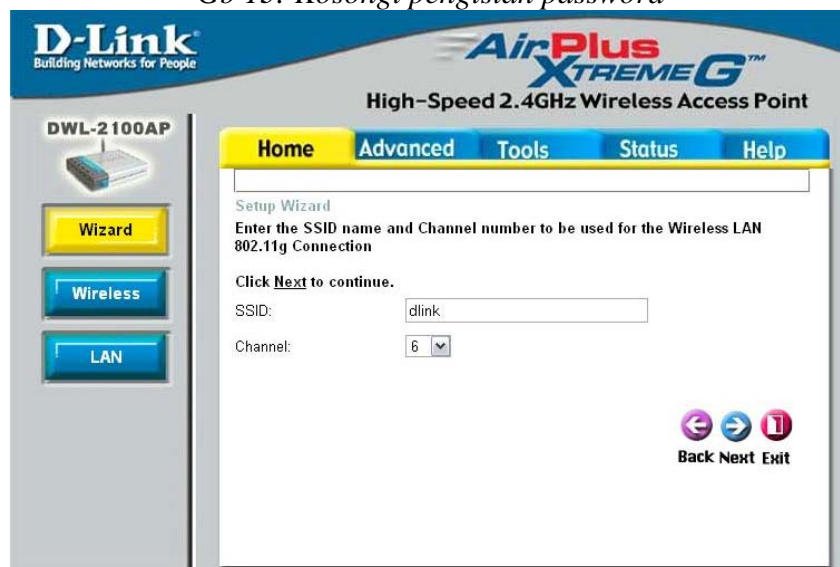 Gb 15. Kosongi pengisian password
D-Link
Building Networks for People
AirPlus
XTREME G™
High-Speed 2.4GHz Wireless Access Point
DWL-2100AP
Home Advanced Tools Status Help
Setup Wizard
Wizard
Enter the SSID name and Channel number to be used for the Wireless LAN
802.11g Connection
Click Next to continue.
Wireless
SSID: dlink
Channel: 6
LAN
Back Next Exit